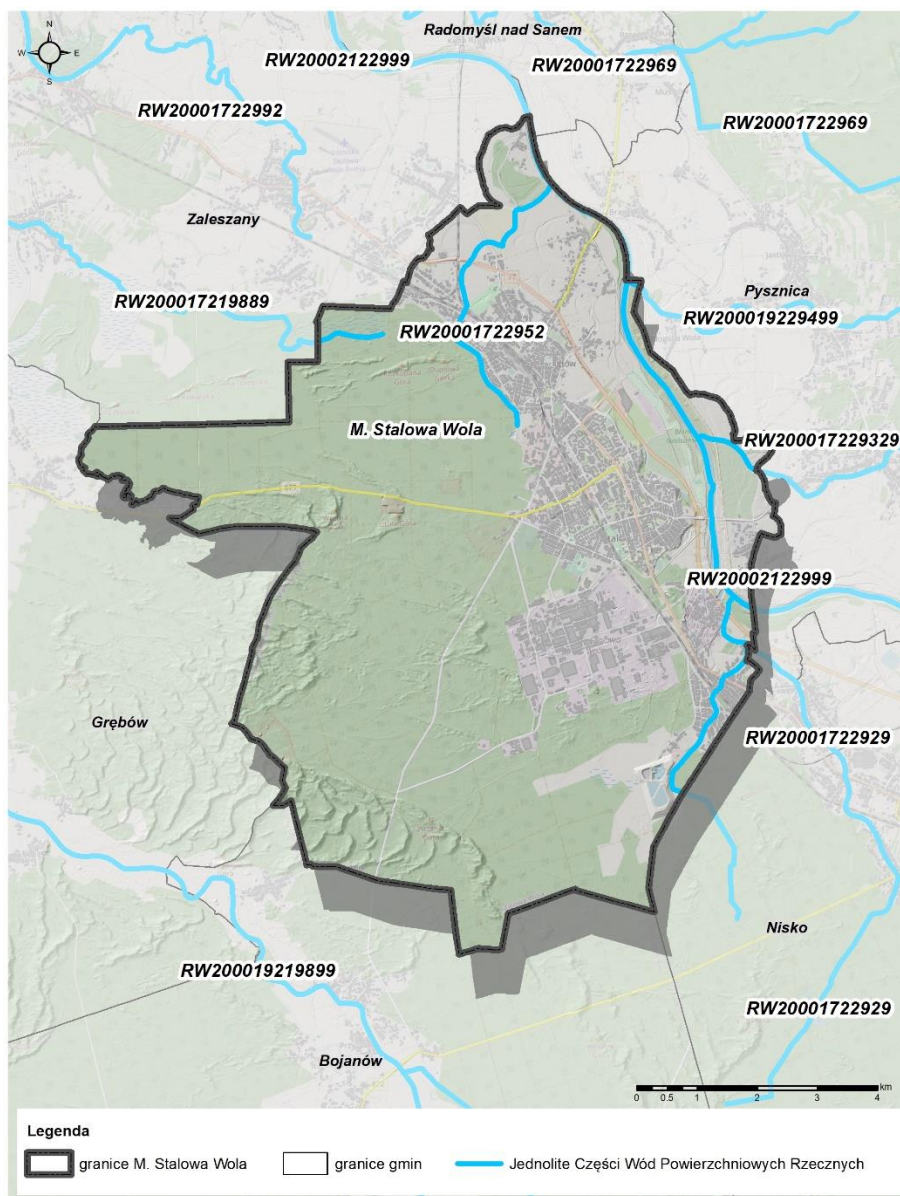 N
Radomyśl nad Sanem
W E
RW20002122999
S
RW20001722969
RW20001722992
RW20001722969
Zaleszany
Pysznica
RW200017219889
RW200019229499
RW20001722952
M. Stalowa Wola
RW200017229329
RW20002122999
Grębów
RW20001722929
Nisko
RW200019219899
RW20001722929
Bojanów
km
0 0.5 1 2 3 4
Legenda
granice M. Stalowa Wola granice gmin Jednolite Części Wód Powierzchniowych Rzecznych